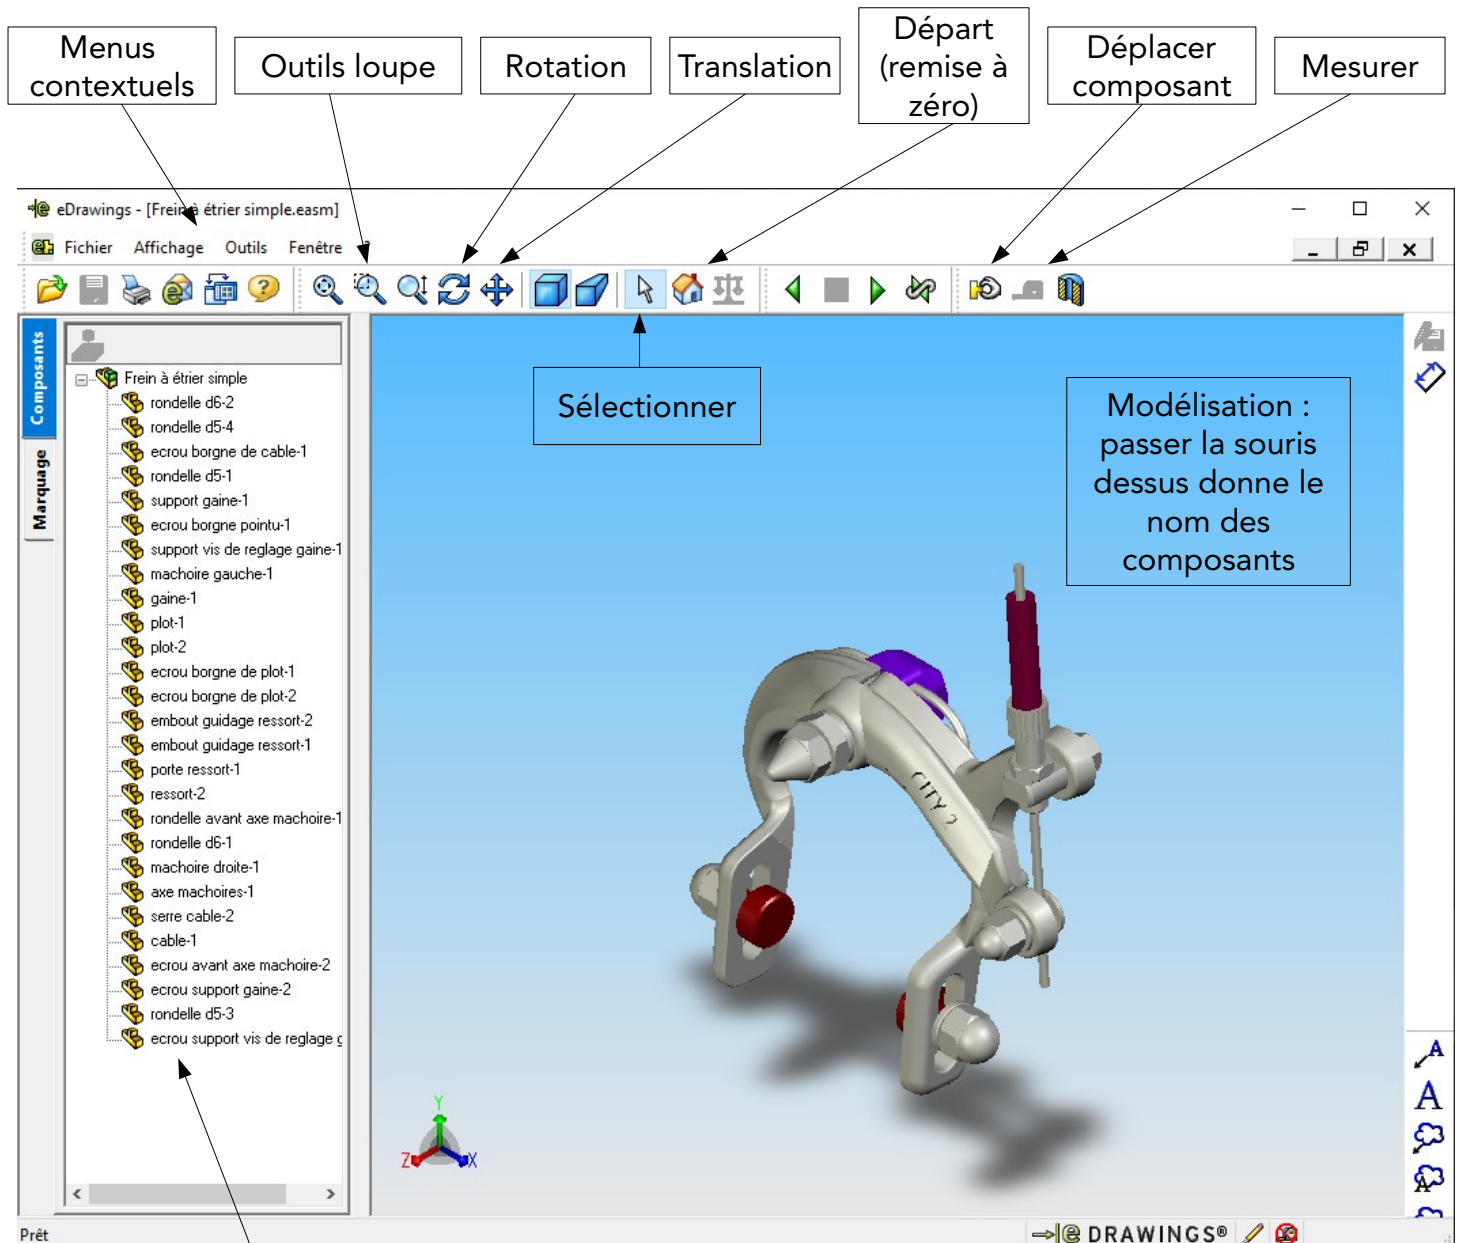 Menus
contextuels
Outils loupe
Rotation
Translation
Départ
(remise à
zéro)
Déplacer
composant
Mesurer
eDrawings - [Frein à étrier simple.easm]
Fichier Affichage Outils Fenêtre ?
Composants
Marquage
Frein à étrier simple
rondelle d6-2
rondelle d5-4
ecrou borgne de cable-1
rondelle d5-1
support gaine-1
ecrou borgne pointu-1
support vis de reglage gaine-1
machoire gauche-1
gaine-1
plot-1
plot-2
ecrou borgne de plot-1
ecrou borgne de plot-2
embout guidage ressort-2
embout guidage ressort-1
porte ressort-1
ressort-2
rondelle avant axe machoire-1
rondelle d6-1
machoire droite-1
axe machoires-1
serre cable-2
cable-1
ecrou avant axe machoire-2
ecrou support gaine-2
rondelle d5-3
ecrou support vis de reglage g
Sélectionner
Modélisation :
passer la souris
dessus donne le
nom des
composants
CITY 2
Y
Z
X
A
A
A
Prêt
e DRAWINGS®